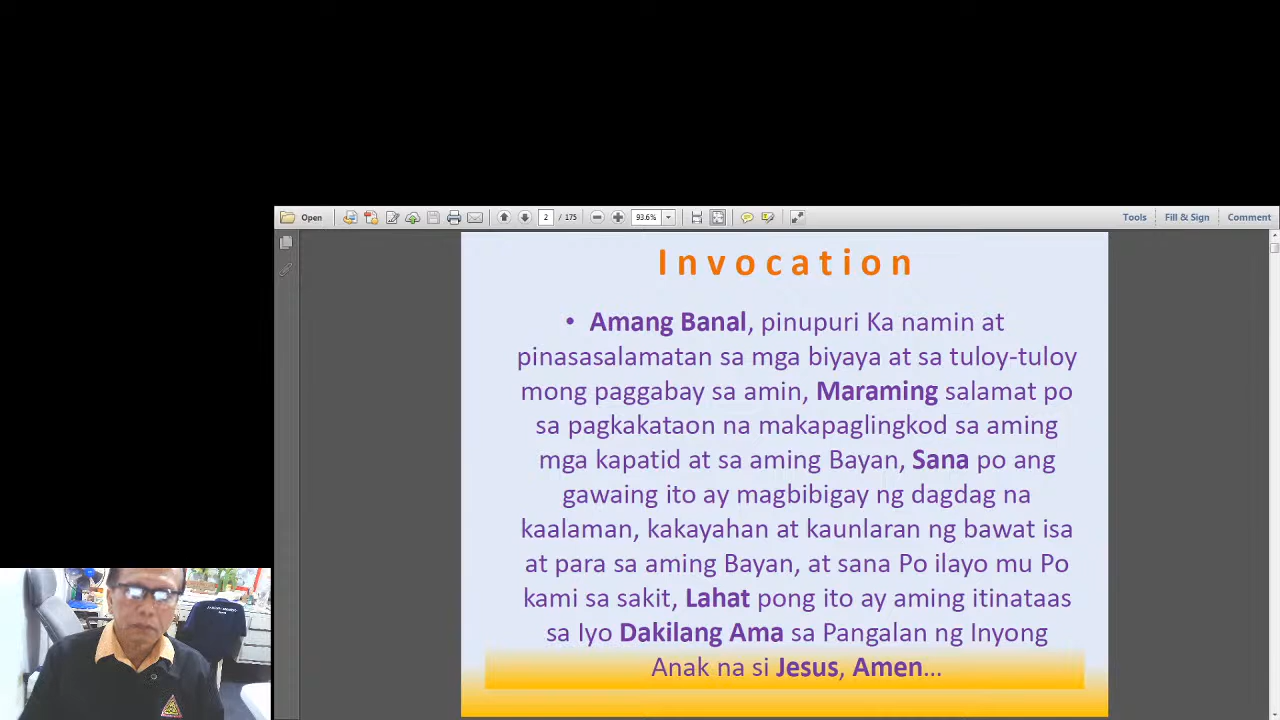 Open
2 / 175
93.6%
Tools
Fill & Sign
Comment
Invocation
• Amang Banal, pinupuri Ka namin at
pinasasalamatan sa mga biyaya at sa tuloy-tuloy
mong paggabay sa amin, Maraming salamat po
sa pagkakataon na makapaglingkod sa aming
mga kapatid at sa aming Bayan, Sana po ang
gawaing ito ay magbibigay ng dagdag na
kaalaman, kakayahan at kaunlaran ng bawat isa
at para sa aming Bayan, at sana Po ilayo mu Po
kami sa sakit, Lahat pong ito ay aming itinataas
sa Iyo Dakilang Ama sa Pangalan ng Inyong
Anak na si Jesus, Amen...